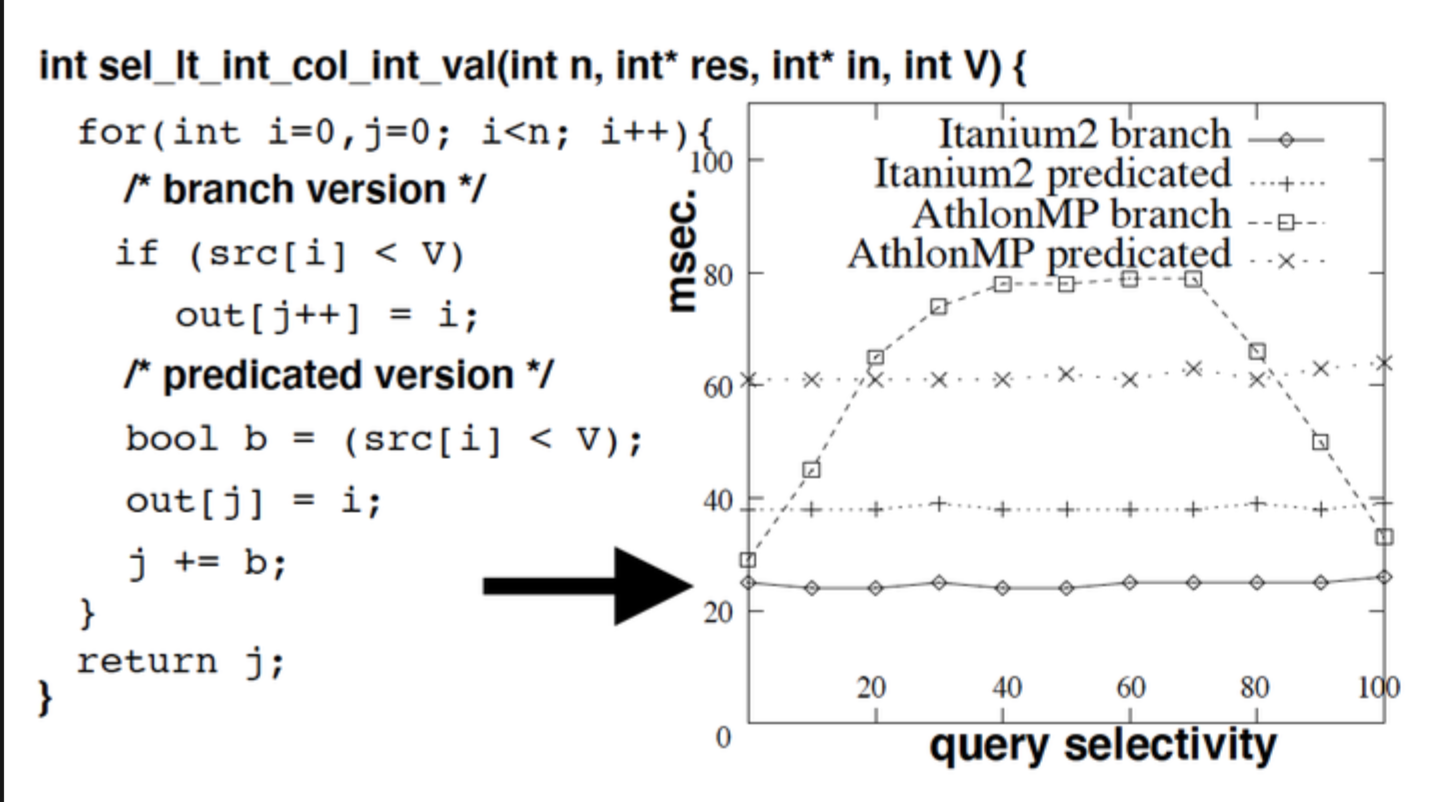 int sel_lt_int_col_int_val(int n, int* res, int* in, int V) {
for(int i=0,j=0; i<n; i++){
/* branch version */
if (src[i] < V)
out[j++] = i;
/* predicated version */
bool b = (src[i] < V);
out[j] = i;
j += b;
}
return j;
}
msec.
100
80
60
40
20
0
Itanium2 branch
Itanium2 predicated
AthlonMP branch
AthlonMP predicated
20 40 60 80 100
query selectivity